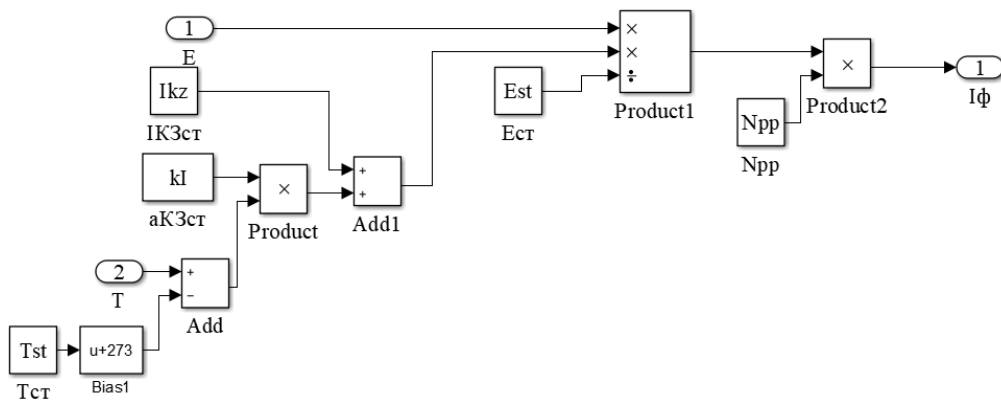 1
E
×
×
÷
Product1
Ikz
IКЗст
Est
Ест
×
Product2
1
Iф
Npp
Npp
kI
аКЗст
×
Product
+
+
Add1
2
T
+
−
Add
Tst
Тст
u+273
Bias1